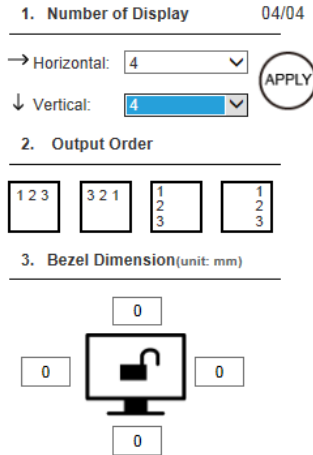 1. Number of Display 04/04
→ Horizontal: 4
APPLY
↓ Vertical: 4
2. Output Order
1 2 3
3 2 1
1
2
3
1
2
3
3. Bezel Dimension(unit: mm)
0
0 0
0